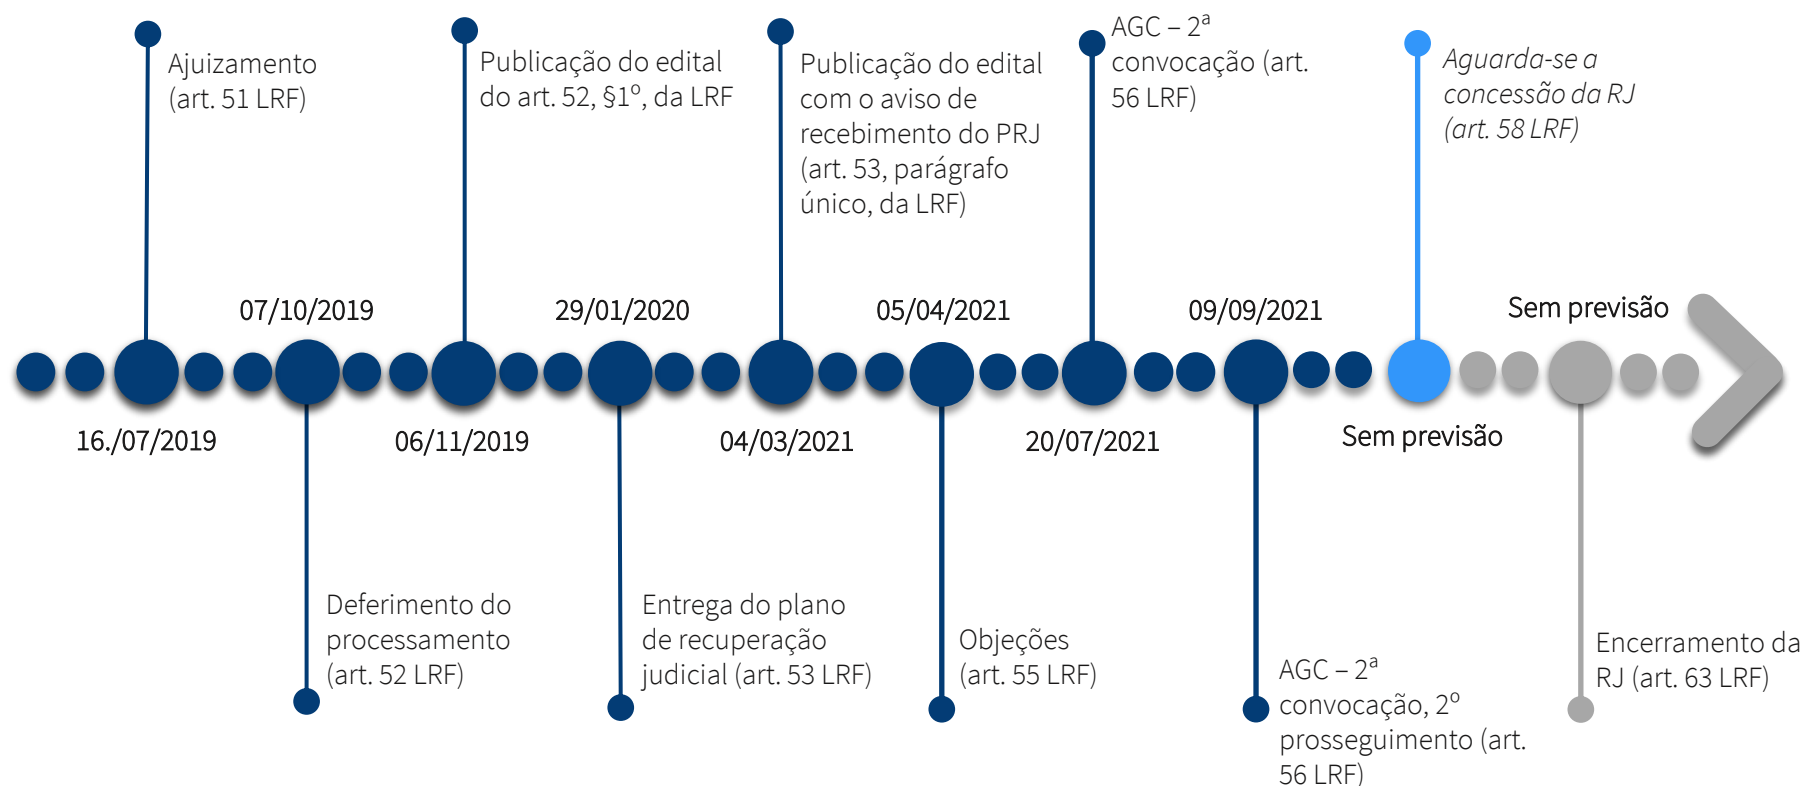 Ajuizamento
(art. 51 LRF)
Publicação do edital
do art. 52, §1º, da LRF
Publicação do edital
com o aviso de
recebimento do PRJ
(art. 53, parágrafo
único, da LRF)
AGC – 2ª
convocação (art.
56 LRF)
Aguarda-se a
concessão da RJ
(art. 58 LRF)
07/10/2019
29/01/2020
05/04/2021
09/09/2021
Sem previsão
16./07/2019
06/11/2019
04/03/2021
20/07/2021
Sem previsão
Deferimento do
processamento
(art. 52 LRF)
Entrega do plano
de recuperação
judicial (art. 53 LRF)
Objeções
(art. 55 LRF)
AGC – 2ª
convocação, 2º
prosseguimento (art.
56 LRF)
Encerramento da
RJ (art. 63 LRF)